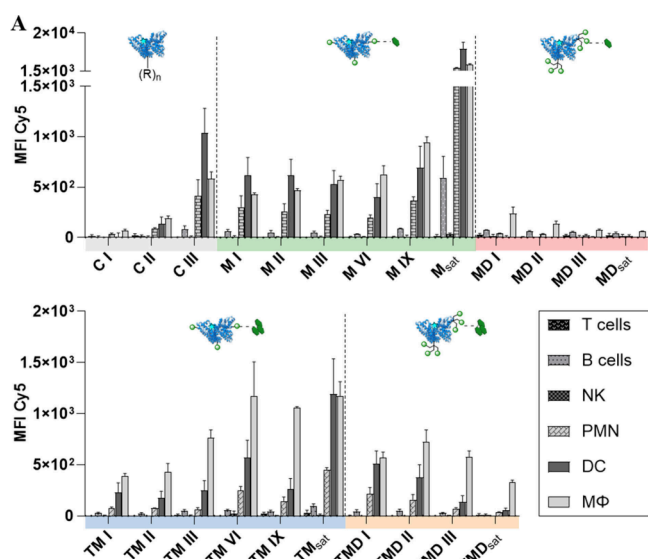 A
2×10⁴
1.5×10³
1.5×10³
1×10³
5×10²
0
MFI Cy5
(R)n
C I C II C III M I M II M III M VI M IX Msat MD I MD II MD III MDsat
2×10³
1.5×10³
1×10³
5×10²
0
MFI Cy5
TM I TM II TM III TM VI TM IX TMsat TMD I TMD II TMD III MDsat
T cells
B cells
NK
PMN
DC
MΦ